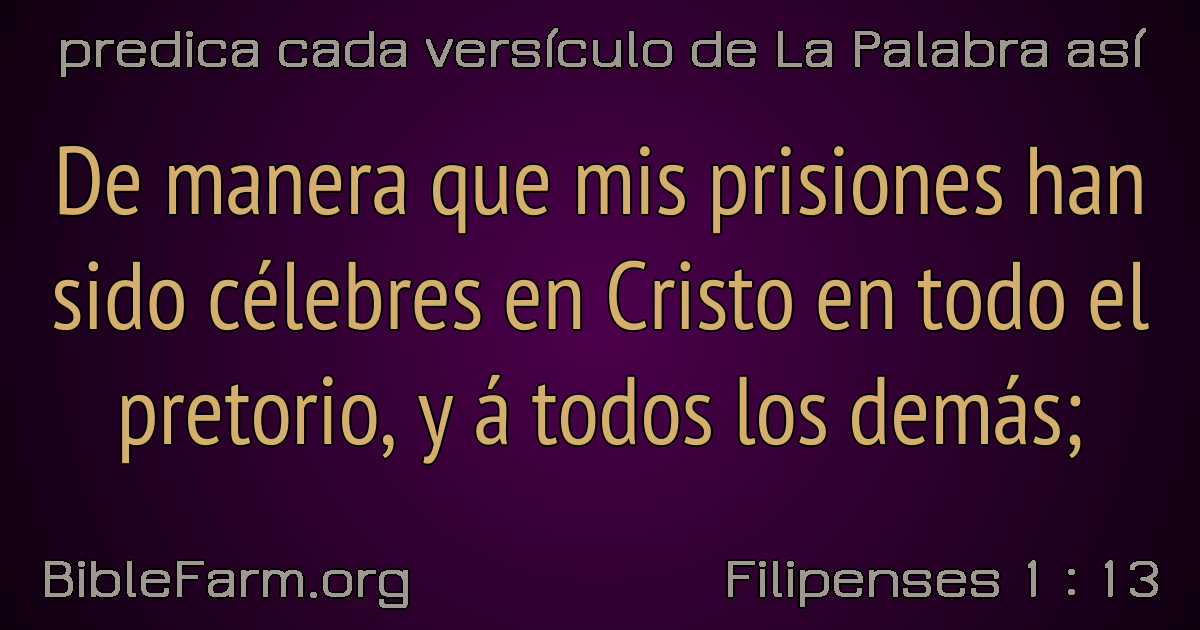 predica cada versículo de La Palabra así
De manera que mis prisiones han
sido célebres en Cristo en todo el
pretorio, y á todos los demás;
BibleFarm.org
Filipenses 1 : 13